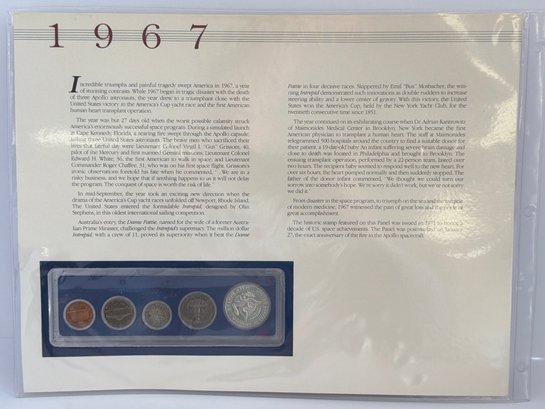 1967
Incredible triumphs and painful tragedy swept America in 1967, a year
of stunning contrasts. While 1967 began in tragic disaster with the death
of three Apollo astronauts, the year drew to a triumphant close with the
United States victory in the America's Cup yacht race and the first American
human heart transplant operation.
The year was but 27 days old when the worst possible calamity struck
America's enormously successful space program. During a simulated launch
at Cape Kennedy, Florida, a searing fire swept through the Apollo capsule,
killing three United States astronauts. The brave men who sacrificed their
lives that fateful day were Lieutenant Colonel Virgil I. "Gus" Grissom, 40,
pilot of the Mercury and first manned Gemini missions; Lieutenant Colonel
Edward H. White, 36, the first American to walk in space; and Lieutenant
Commander Roger Chaffee, 31, who was on his first space flight. Grissom's
ironic observations foretold his fate when he commented, "...We are in a
risky business, and we hope that if anything happens to us it will not delay
the program. The conquest of space is worth the risk of life."
In mid-September, the year took an exciting new direction when the
drama of the America's Cup yacht races unfolded off Newport, Rhode Island.
The United States entered the formidable Intrepid, designed by Olin
Stephens, in this oldest international sailing competition.
Australia's entry, the Dame Pattie, named for the wife of a former Austral-
ian Prime Minister, challenged the Intrepid's supremacy. The million dollar
Intrepid, with a crew of 11, proved its superiority when it beat the Dame
Pattie in four decisive races. Skippered by Emil "Bus" Mosbacher, the win-
ning Intrepid demonstrated such innovations as double rudders to increase
steering ability and a lower center of gravity. With this victory, the United
States won the America's Cup, held by the New York Yacht Club, for the
twentieth consecutive time since 1851.
The year continued on its exhilarating course when Dr. Adrian Kantrowitz
of Maimonides Medical Center in Brooklyn, New York became the first
American physician to transplant a human heart. The staff at Maimonides
telegrammed 500 hospitals around the country to find a suitable donor for
their patient, a 19-day-old baby. An infant suffering severe brain damage and
close to death was located in Philadelphia and brought to Brooklyn. The
ensuing transplant operation, performed by a 22-person team, lasted over
two hours. The recipient baby seemed to respond well to the new heart. For
over six hours, the heart pumped normally and then suddenly stopped. The
father of the donor infant commented, "We thought we could turn our
sorrow into somebody's hope. We're sorry it didn't work, but we're not sorry
we did it."
From disaster in the space program, to triumph on the sea and the
of modern medicine, 1967 witnessed the pain of great loss and the pride of
great accomplishment.
The historic stamp featured on this Panel was issued in 1971 to honor a
decade of U.S. space achievements. The Panel was postmarked on January
27, the exact anniversary of the fire in the Apollo spacecraft.